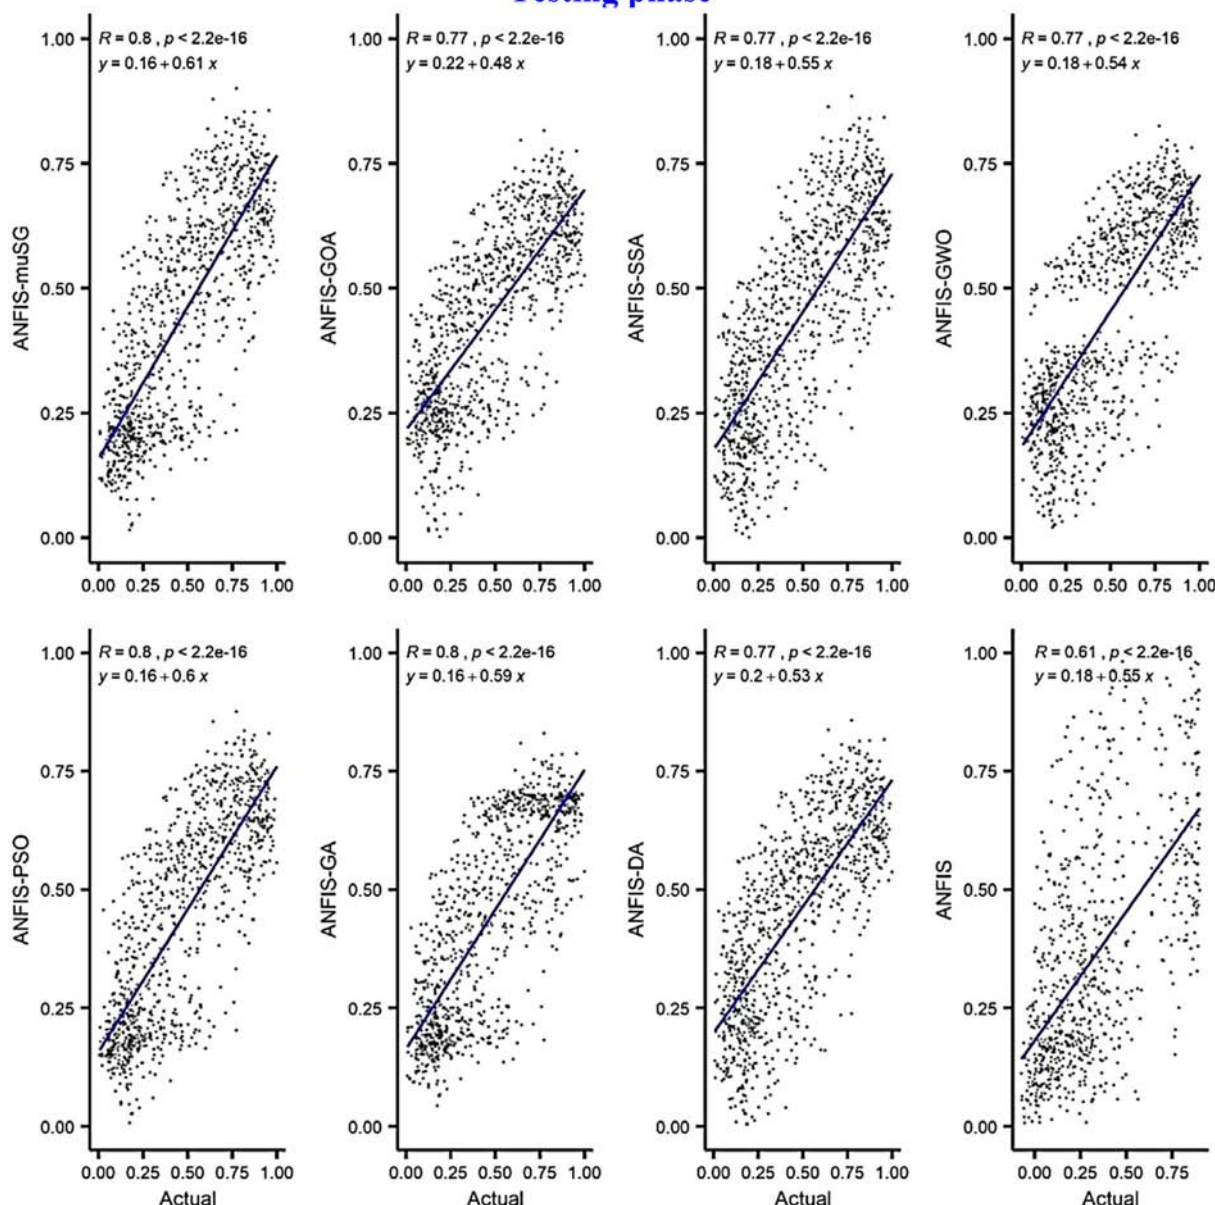 Testing phase
R = 0.8 , p < 2.2e-16
y = 0.16 + 0.61 x
ANFIS-muSG
1.00
0.75
0.50
0.25
0.00
0.00 0.25 0.50 0.75 1.00
R = 0.77 , p < 2.2e-16
y = 0.22 + 0.48 x
ANFIS-GOA
1.00
0.75
0.50
0.25
0.00
0.00 0.25 0.50 0.75 1.00
R = 0.77 , p < 2.2e-16
y = 0.18 + 0.55 x
ANFIS-SSA
1.00
0.75
0.50
0.25
0.00
0.00 0.25 0.50 0.75 1.00
R = 0.77 , p < 2.2e-16
y = 0.18 + 0.54 x
ANFIS-GWO
1.00
0.75
0.50
0.25
0.00
0.00 0.25 0.50 0.75 1.00
R = 0.8 , p < 2.2e-16
y = 0.16 + 0.6 x
ANFIS-PSO
1.00
0.75
0.50
0.25
0.00
0.00 0.25 0.50 0.75 1.00
Actual
R = 0.8 , p < 2.2e-16
y = 0.16 + 0.59 x
ANFIS-GA
1.00
0.75
0.50
0.25
0.00
0.00 0.25 0.50 0.75 1.00
Actual
R = 0.77 , p < 2.2e-16
y = 0.2 + 0.53 x
ANFIS-DA
1.00
0.75
0.50
0.25
0.00
0.00 0.25 0.50 0.75 1.00
Actual
R = 0.61 , p < 2.2e-16
y = 0.18 + 0.55 x
ANFIS
1.00
0.75
0.50
0.25
0.00
0.00 0.25 0.50 0.75
Actual